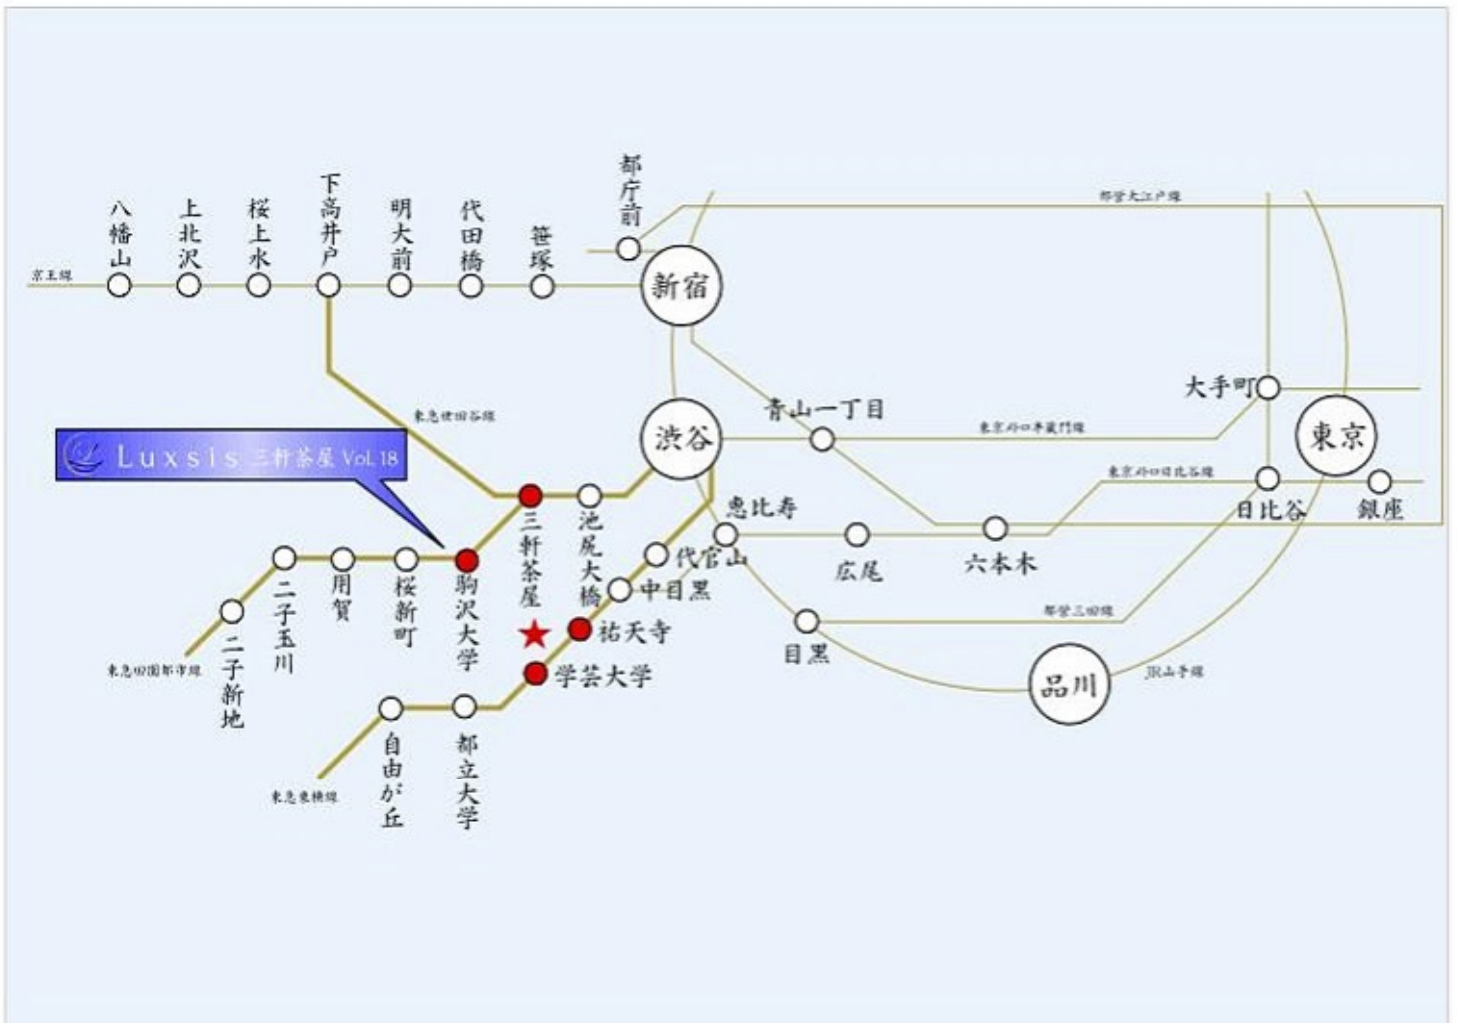 都庁前
都営大江戸線
八幡山
上北沢
桜上水
下高井戸
明大前
代田橋
笹塚
新宿
京王線
大手町
青山一丁目
東急世田谷線
渋谷
東京メトロ半蔵門線
東京
Luxsis 三軒茶屋 Vol. 18
東京メトロ日比谷線
日比谷
銀座
三軒茶屋
池尻大橋
恵比寿
代官山
広尾
六本木
中目黒
二子玉川
用賀
桜新町
駒沢大学
二子新地
祐天寺
都営三田線
目黒
東急田園都市線
学芸大学
品川
JR山手線
自由が丘
都立大学
東急東横線